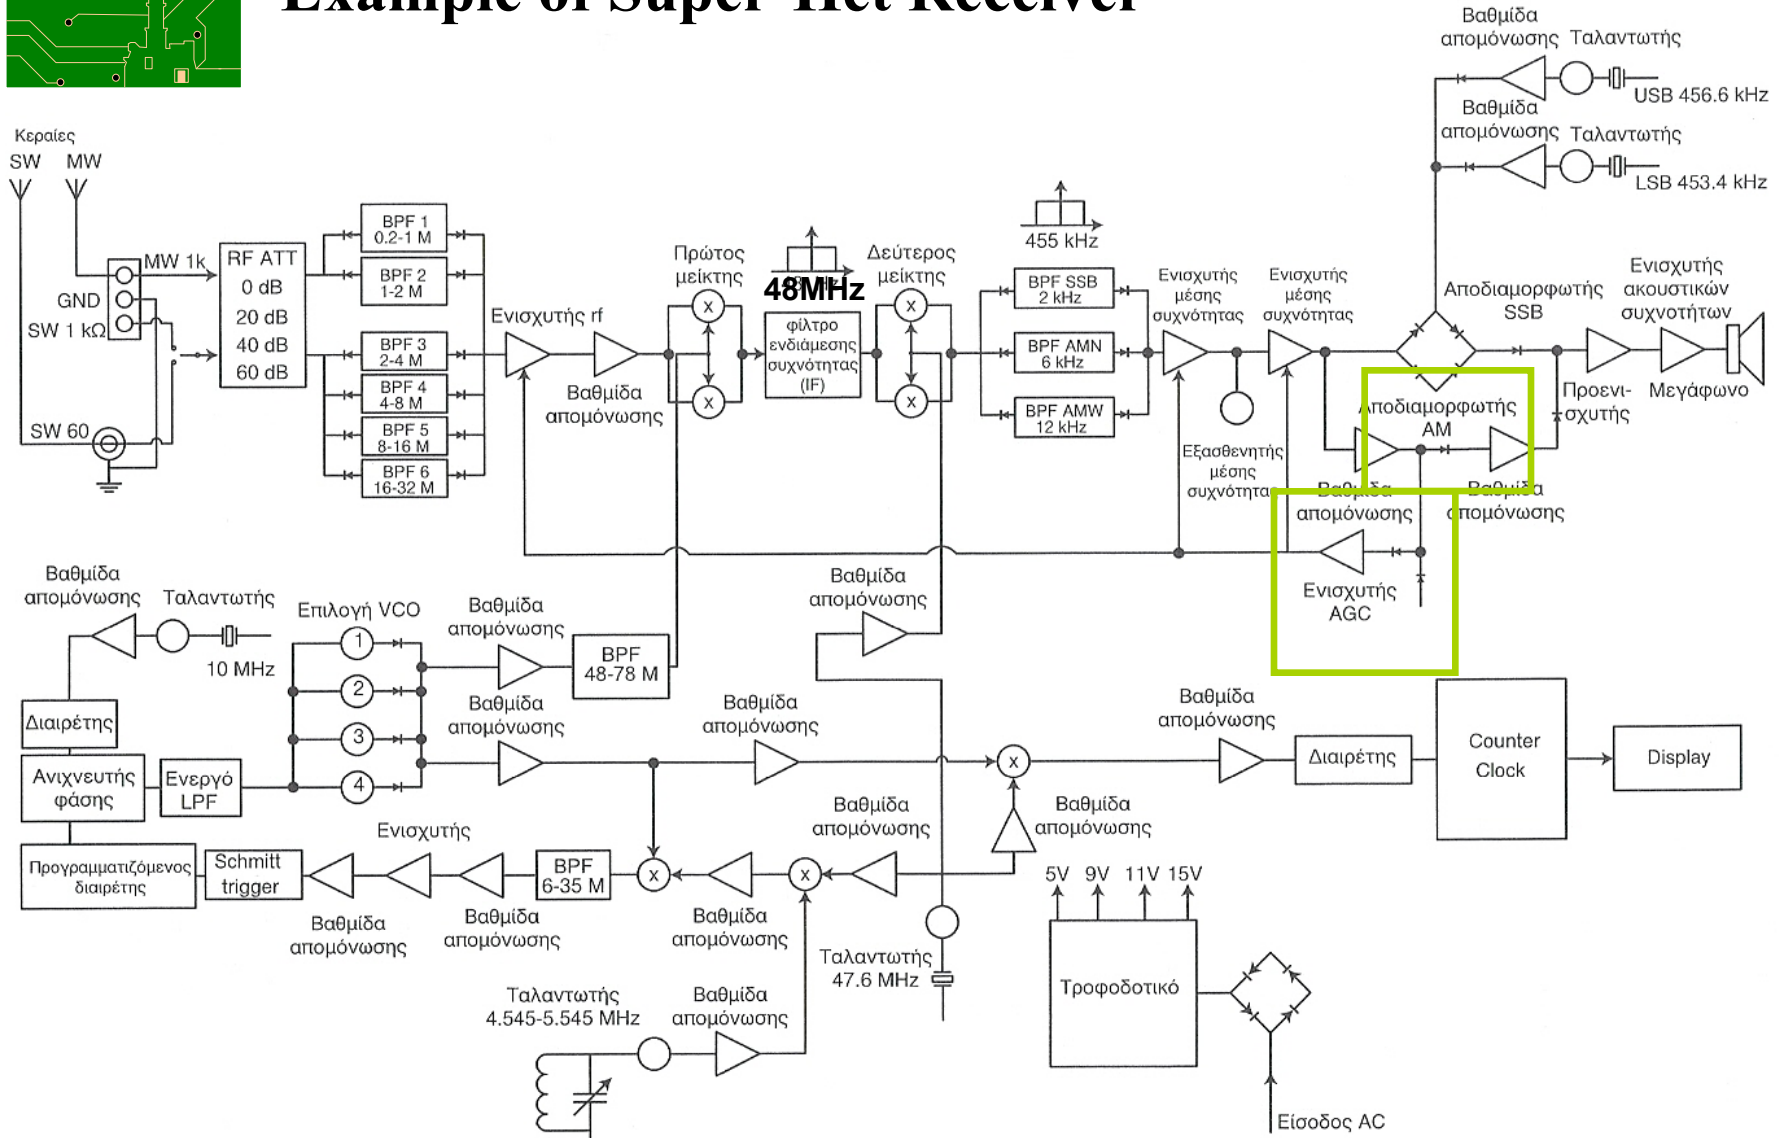 Example of Super-Het Receiver
Βαθμίδα
απομόνωσης Ταλαντωτής
USB 456.6 kHz
Βαθμίδα
απομόνωσης Ταλαντωτής
LSB 453.4 kHz
Κεραίες
SW MW
MW 1k
GND
SW 1 kΩ
SW 60
RF ATT
0 dB
20 dB
40 dB
60 dB
BPF 1
0.2-1 M
BPF 2
1-2 M
BPF 3
2-4 M
BPF 4
4-8 M
BPF 5
8-16 M
BPF 6
16-32 M
Ενισχυτής rf
Βαθμίδα
απομόνωσης
Πρώτος
μείκτης
48MHz
φίλτρο
ενδιάμεσης
συχνότητας
(IF)
Δεύτερος
μείκτης
455 kHz
BPF SSB
2 kHz
BPF AMN
6 kHz
BPF AMW
12 kHz
Ενισχυτής
μέσης
συχνότητας
Ενισχυτής
μέσης
συχνότητας
Εξασθενητής
μέσης
συχνότητας
Αποδιαμορφωτής
SSB
Ενισχυτής
ακουστικών
συχνοτήτων
Προενι-
σχυτής
Μεγάφωνο
Αποδιαμορφωτής
AM
Βαθμίδα
απομόνωσης
Βαθμίδα
απομόνωσης
Ενισχυτής
AGC
Βαθμίδα
απομόνωσης Ταλαντωτής
10 MHz
Επιλογή VCO
1
2
3
4
Βαθμίδα
απομόνωσης
BPF
48-78 M
Βαθμίδα
απομόνωσης
Βαθμίδα
απομόνωσης
Βαθμίδα
απομόνωσης
Διαιρέτης
Ανιχνευτής
φάσης
Ενεργό
LPF
Προγραμματιζόμενος
διαιρέτης
Schmitt
trigger
Ενισχυτής
Βαθμίδα
απομόνωσης
Βαθμίδα
απομόνωσης
BPF
6-35 M
Βαθμίδα
απομόνωσης
Βαθμίδα
απομόνωσης
Βαθμίδα
απομόνωσης
Βαθμίδα
απομόνωσης
Διαιρέτης
Counter
Clock
Display
Ταλαντωτής
47.6 MHz
Ταλαντωτής
4.545-5.545 MHz
Βαθμίδα
απομόνωσης
5V 9V 11V 15V
Τροφοδοτικό
Είσοδος AC